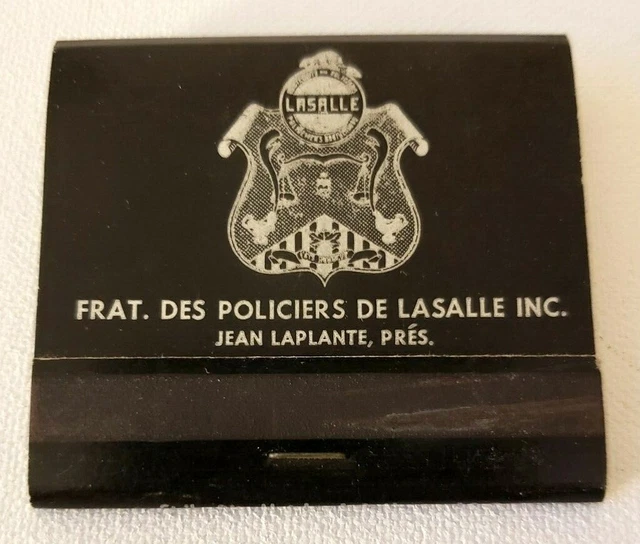 LASALLE
FRAT. DES POLICIERS DE LASALLE INC.
JEAN LAPLANTE, PRÉS.